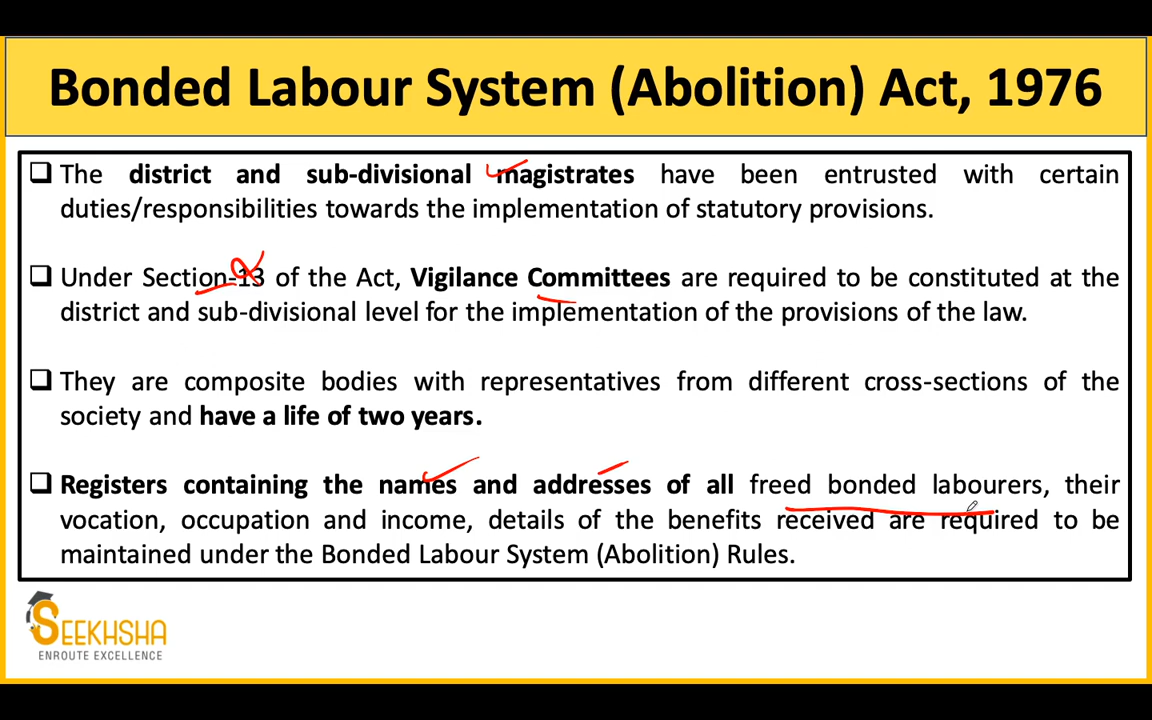 Bonded Labour System (Abolition) Act, 1976
❑ The district and sub-divisional magistrates have been entrusted with certain
duties/responsibilities towards the implementation of statutory provisions.
❑ Under Section-13 of the Act, Vigilance Committees are required to be constituted at the
district and sub-divisional level for the implementation of the provisions of the law.
❑ They are composite bodies with representatives from different cross-sections of the
society and have a life of two years.
❑ Registers containing the names and addresses of all freed bonded labourers, their
vocation, occupation and income, details of the benefits received are required to be
maintained under the Bonded Labour System (Abolition) Rules.
SEEKHSHA
ENROUTE EXCELLENCE